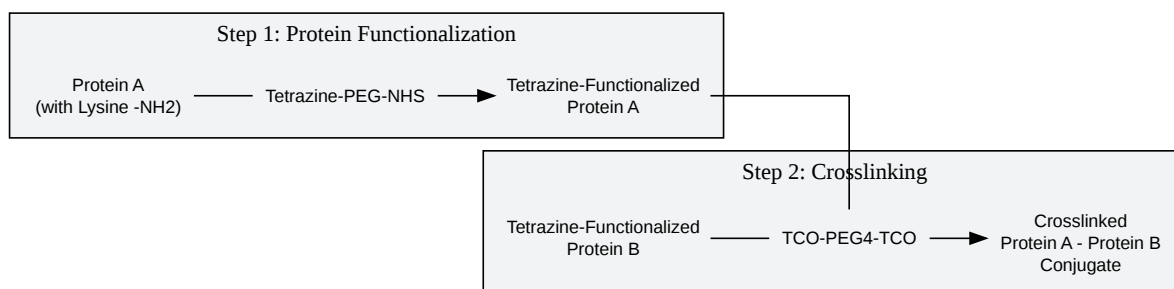 Step 1: Protein Functionalization
Protein A
(with Lysine -NH2)
Tetrazine-PEG-NHS
Tetrazine-Functionalized
Protein A
Step 2: Crosslinking
Tetrazine-Functionalized
Protein B
TCO-PEG4-TCO
Crosslinked
Protein A - Protein B
Conjugate